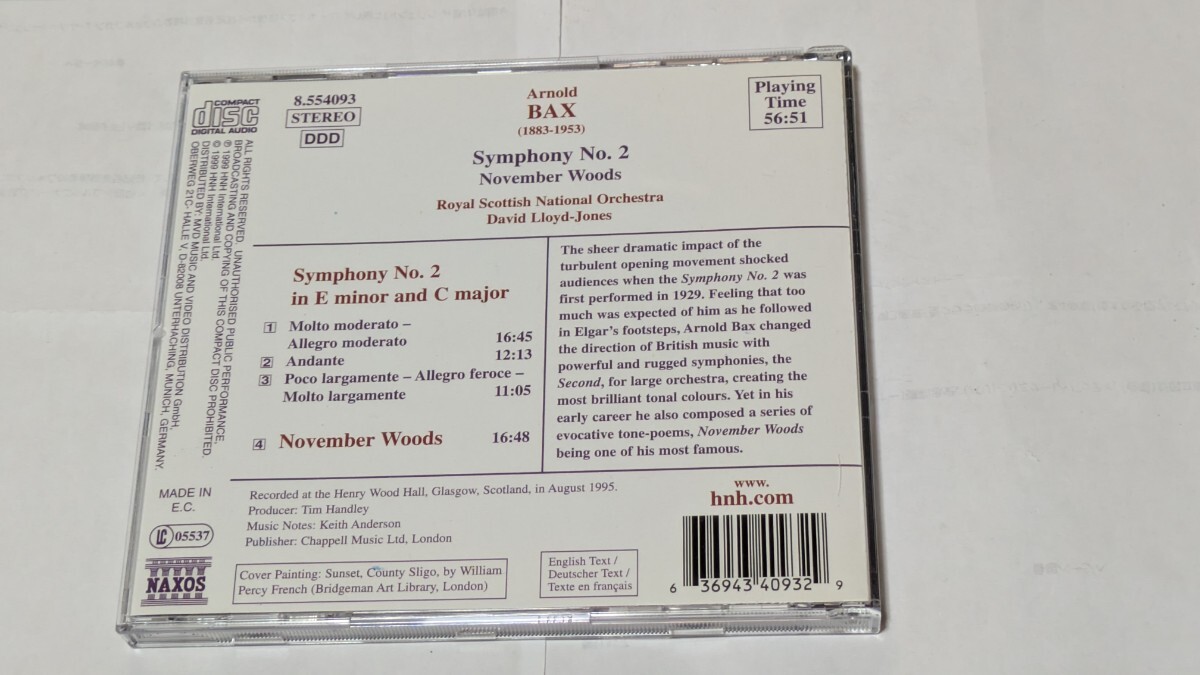 COMPACT
disc
DIGITAL AUDIO
8.554093
STEREO
DDD
Arnold
BAX
(1883-1953)
Symphony No. 2
November Woods
Royal Scottish National Orchestra
David Lloyd-Jones
Playing
Time
56:51
ALL RIGHTS RESERVED. UNAUTHORISED PUBLIC PERFORMANCE,
BROADCASTING AND COPYING OF THIS COMPACT DISC PROHIBITED.
℗ 1999 HNH International Ltd.
© 1999 HNH International Ltd.
DISTRIBUTED BY: MVD MUSIC AND VIDEO DISTRIBUTION GmbH,
OBERWEG 21C- HALLE V, D-82008 UNTERHACHING, MUNICH, GERMANY.
Symphony No. 2
in E minor and C major
1 Molto moderato –
Allegro moderato 16:45
2 Andante 12:13
3 Poco largamente – Allegro feroce –
Molto largamente 11:05
4 November Woods 16:48
The sheer dramatic impact of the
turbulent opening movement shocked
audiences when the Symphony No. 2 was
first performed in 1929. Feeling that too
much was expected of him as he followed
in Elgar's footsteps, Arnold Bax changed
the direction of British music with
powerful and rugged symphonies, the
Second, for large orchestra, creating the
most brilliant tonal colours. Yet in his
early career he also composed a series of
evocative tone-poems, November Woods
being one of his most famous.
MADE IN
E.C.
LC 05537
NAXOS
Recorded at the Henry Wood Hall, Glasgow, Scotland, in August 1995.
Producer: Tim Handley
Music Notes: Keith Anderson
Publisher: Chappell Music Ltd, London
Cover Painting: Sunset, County Sligo, by William
Percy French (Bridgeman Art Library, London)
English Text /
Deutscher Text /
Texte en français
www.
hnh.com
6 36943 40932 9